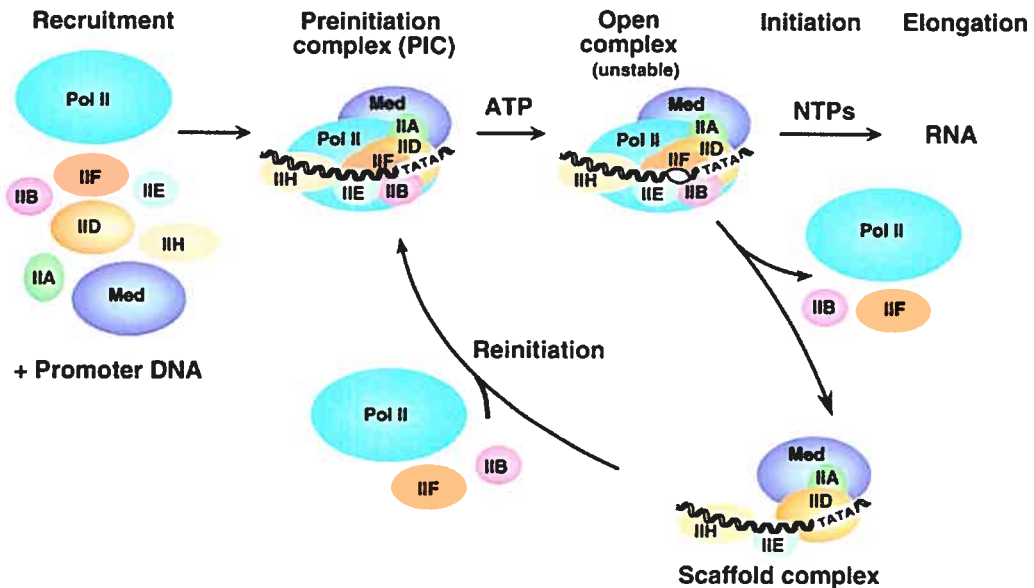 Recruitment
Preinitiation
complex (PIC)
Open
complex
(unstable)
Initiation
Elongation
Pol II
IIF
IIB
IIE
IID
IIH
IIA
Med
+ Promoter DNA
Med
IIA
Pol II
IID
IIF
TATA
IIH
IIE
IIB
ATP
Med
IIA
Pol II
IID
IIF
TATA
IIH
IIE
IIB
NTPs
RNA
Pol II
IIB
IIF
Reinitiation
Pol II
IIB
IIF
Med
IIA
IID
TATA
IIH
IIE
Scaffold complex